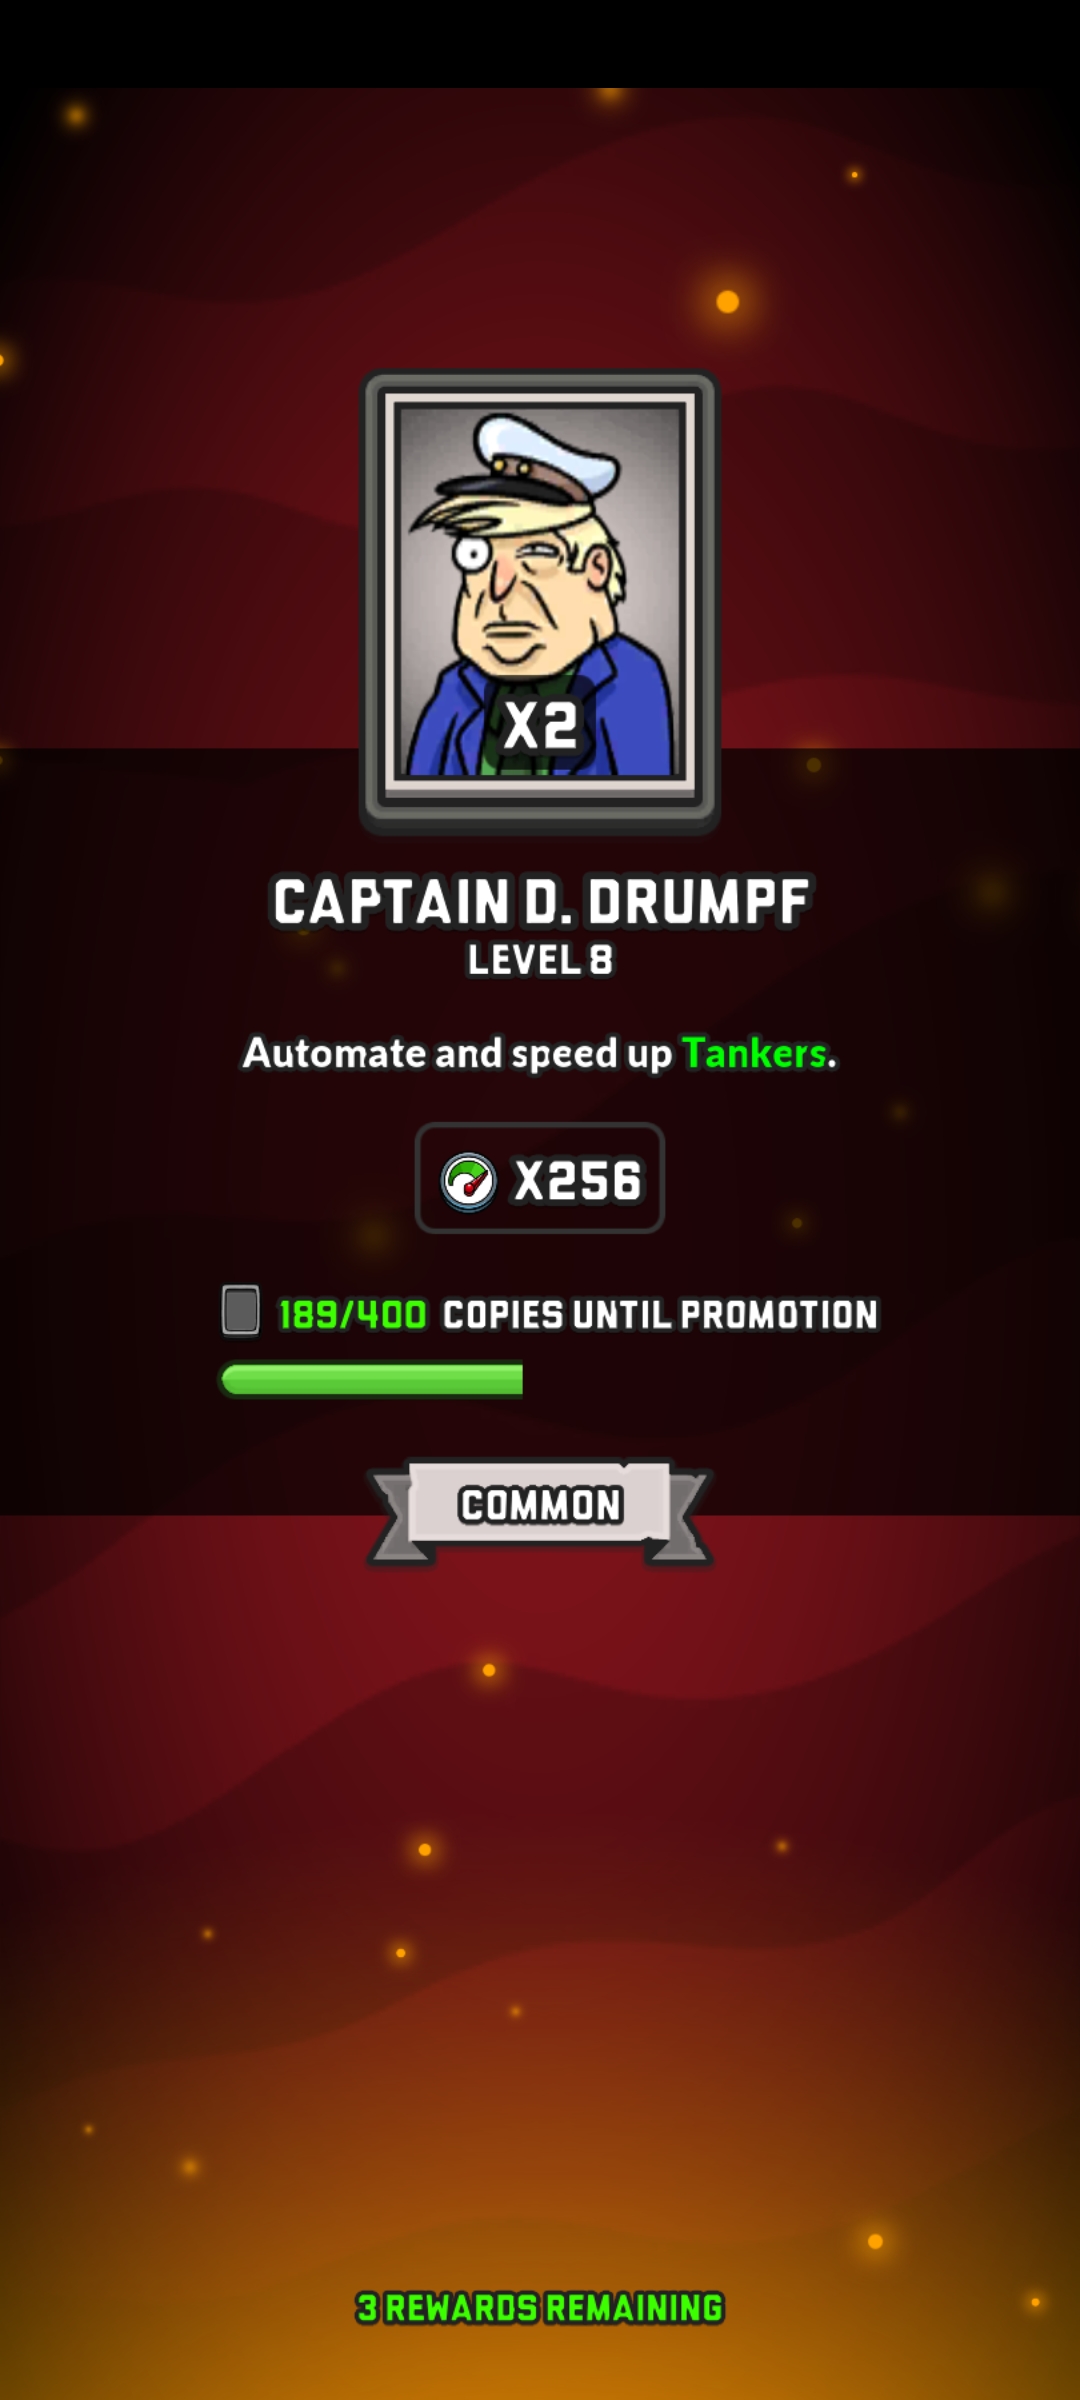 X2
CAPTAIN D. DRUMPF
LEVEL 8
Automate and speed up Tankers.
X256
189/400 COPIES UNTIL PROMOTION
COMMON
3 REWARDS REMAINING